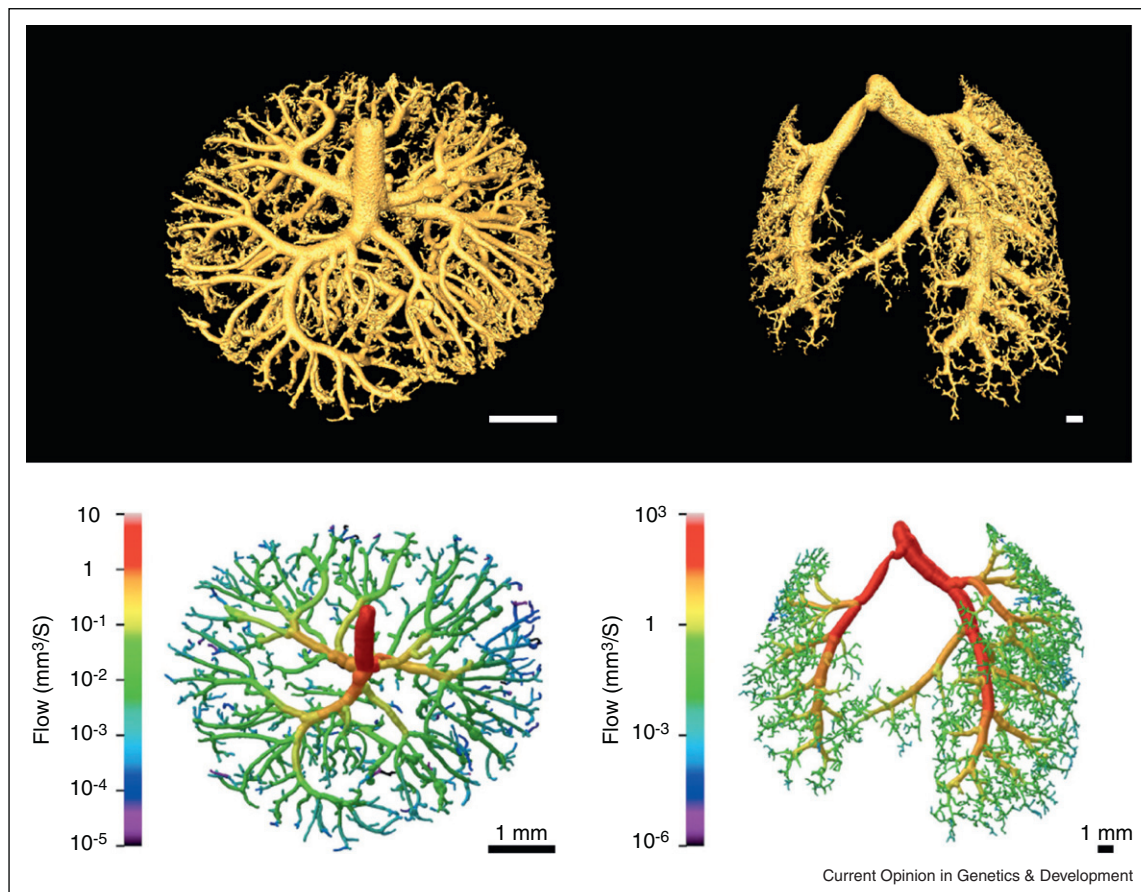 10
1
10⁻¹
10⁻²
10⁻³
10⁻⁴
10⁻⁵
Flow (mm³/S)
1 mm
10³
1
10⁻³
10⁻⁶
Flow (mm³/S)
1 mm
Current Opinion in Genetics & Development